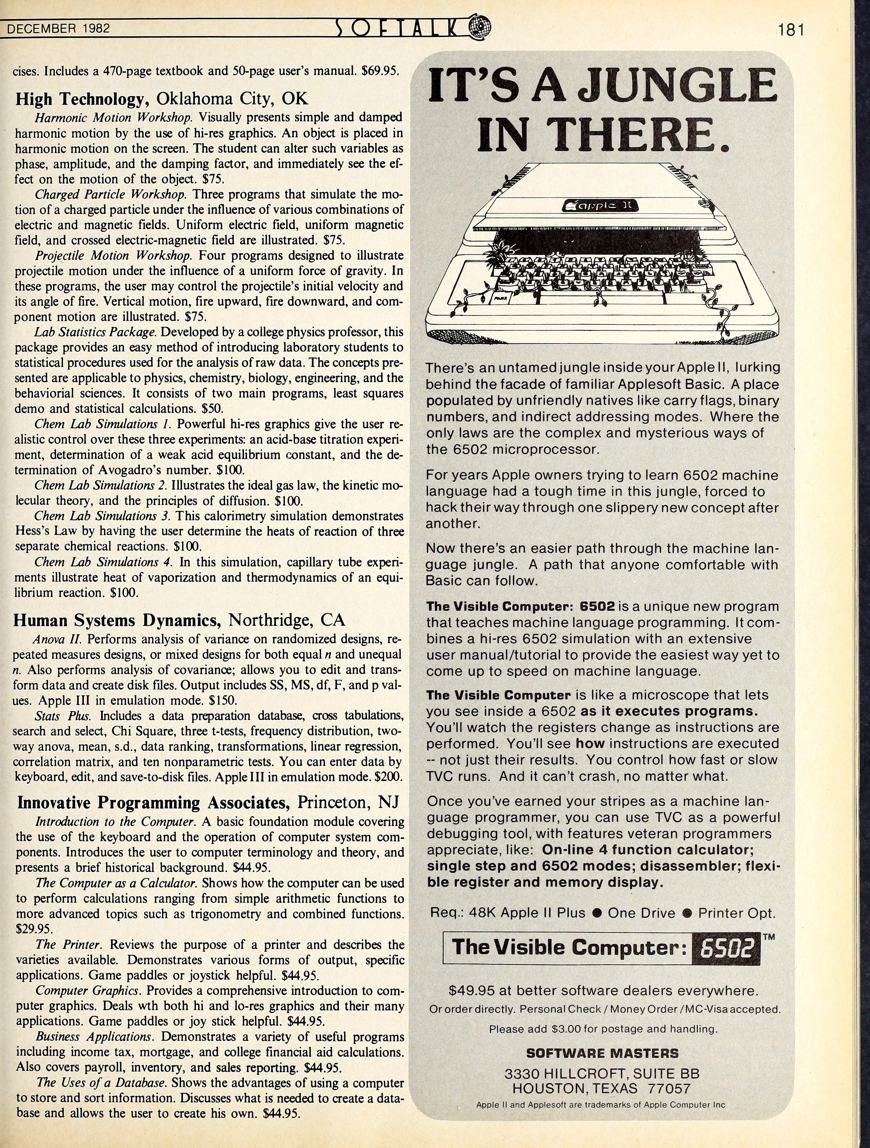 DECEMBER 1982
SOFTALK
181
cises. Includes a 470-page textbook and 50-page user's manual. $69.95.
High Technology, Oklahoma City, OK
Harmonic Motion Workshop. Visually presents simple and damped
harmonic motion by the use of hi-res graphics. An object is placed in
harmonic motion on the screen. The student can alter such variables as
phase, amplitude, and the damping factor, and immediately see the ef-
fect on the motion of the object. $75.
Charged Particle Workshop. Three programs that simulate the mo-
tion of a charged particle under the influence of various combinations of
electric and magnetic fields. Uniform electric field, uniform magnetic
field, and crossed electric-magnetic field are illustrated. $75.
Projectile Motion Workshop. Four programs designed to illustrate
projectile motion under the influence of a uniform force of gravity. In
these programs, the user may control the projectile's initial velocity and
its angle of fire. Vertical motion, fire upward, fire downward, and com-
ponent motion are illustrated. $75.
Lab Statistics Package. Developed by a college physics professor, this
package provides an easy method of introducing laboratory students to
statistical procedures used for the analysis of raw data. The concepts pre-
sented are applicable to physics, chemistry, biology, engineering, and the
behaviorial sciences. It consists of two main programs, least squares
demo and statistical calculations. $50.
Chem Lab Simulations 1. Powerful hi-res graphics give the user re-
alistic control over these three experiments: an acid-base titration experi-
ment, determination of a weak acid equilibrium constant, and the de-
termination of Avogadro's number. $100.
Chem Lab Simulations 2. Illustrates the ideal gas law, the kinetic mo-
lecular theory, and the principles of diffusion. $100.
Chem Lab Simulations 3. This calorimetry simulation demonstrates
Hess's Law by having the user determine the heats of reaction of three
separate chemical reactions. $100.
Chem Lab Simulations 4. In this simulation, capillary tube experi-
ments illustrate heat of vaporization and thermodynamics of an equi-
librium reaction. $100.
Human Systems Dynamics, Northridge, CA
Anova II. Performs analysis of variance on randomized designs, re-
peated measures designs, or mixed designs for both equal n and unequal
n. Also performs analysis of covariance; allows you to edit and trans-
form data and create disk files. Output includes SS, MS, df, F, and p val-
ues. Apple III in emulation mode. $150.
Stats Plus. Includes a data preparation database, cross tabulations,
search and select, Chi Square, three t-tests, frequency distribution, two-
way anova, mean, s.d., data ranking, transformations, linear regression,
correlation matrix, and ten nonparametric tests. You can enter data by
keyboard, edit, and save-to-disk files. Apple III in emulation mode. $200.
Innovative Programming Associates, Princeton, NJ
Introduction to the Computer. A basic foundation module covering
the use of the keyboard and the operation of computer system com-
ponents. Introduces the user to computer terminology and theory, and
presents a brief historical background. $44.95.
The Computer as a Calculator. Shows how the computer can be used
to perform calculations ranging from simple arithmetic functions to
more advanced topics such as trigonometry and combined functions.
$29.95.
The Printer. Reviews the purpose of a printer and describes the
varieties available. Demonstrates various forms of output, specific
applications. Game paddles or joystick helpful. $44.95.
Computer Graphics. Provides a comprehensive introduction to com-
puter graphics. Deals wth both hi and lo-res graphics and their many
applications. Game paddles or joy stick helpful. $44.95.
Business Applications. Demonstrates a variety of useful programs
including income tax, mortgage, and college financial aid calculations.
Also covers payroll, inventory, and sales reporting. $44.95.
The Uses of a Database. Shows the advantages of using a computer
to store and sort information. Discusses what is needed to create a data-
base and allows the user to create his own. $44.95.
IT'S A JUNGLE
IN THERE.
apple II
There's an untamed jungle inside your Apple II, lurking
behind the facade of familiar Applesoft Basic. A place
populated by unfriendly natives like carry flags, binary
numbers, and indirect addressing modes. Where the
only laws are the complex and mysterious ways of
the 6502 microprocessor.
For years Apple owners trying to learn 6502 machine
language had a tough time in this jungle, forced to
hack their way through one slippery new concept after
another.
Now there's an easier path through the machine lan-
guage jungle. A path that anyone comfortable with
Basic can follow.
The Visible Computer: 6502 is a unique new program
that teaches machine language programming. It com-
bines a hi-res 6502 simulation with an extensive
user manual/tutorial to provide the easiest way yet to
come up to speed on machine language.
The Visible Computer is like a microscope that lets
you see inside a 6502 as it executes programs.
You'll watch the registers change as instructions are
performed. You'll see how instructions are executed
-- not just their results. You control how fast or slow
TVC runs. And it can't crash, no matter what.
Once you've earned your stripes as a machine lan-
guage programmer, you can use TVC as a powerful
debugging tool, with features veteran programmers
appreciate, like: On-line 4 function calculator;
single step and 6502 modes; disassembler; flexi-
ble register and memory display.
Req.: 48K Apple II Plus ● One Drive ● Printer Opt.
The Visible Computer: 6502 ™
$49.95 at better software dealers everywhere.
Or order directly. Personal Check / Money Order / MC-Visa accepted.
Please add $3.00 for postage and handling.
SOFTWARE MASTERS
3330 HILLCROFT, SUITE BB
HOUSTON, TEXAS 77057
Apple II and Applesoft are trademarks of Apple Computer Inc